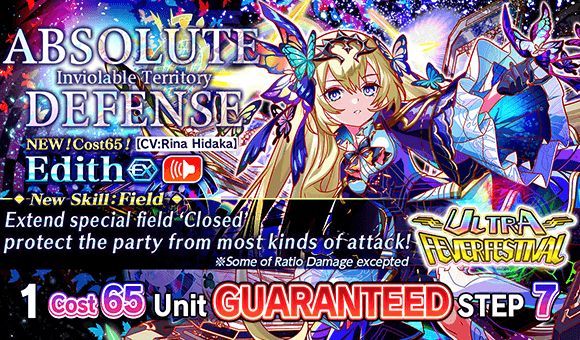 ABSOLUTE
Inviolable Territory
DEFENSE
NEW!Cost65! [CV:Rina Hidaka]
Edith EX
New Skill:Field
Extend special field 'Closed'
protect the party from most kinds of attack!
※Some of Ratio Damage excepted
ULTRA
FEVERFESTIVAL
1 Cost 65 Unit GUARANTEED STEP 7